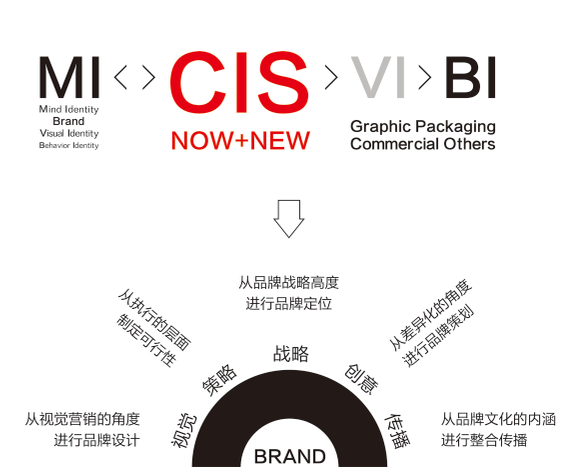 MI < > CIS > VI > BI
Mind Identity
Brand
Visual Identity
Behavior Identity
NOW+NEW
Graphic Packaging
Commercial Others
从品牌战略高度
进行品牌定位
从执行的层面
制定可行性
从差异化的角度
进行品牌策划
战略
策略
创意
视觉
传播
从视觉营销的角度
进行品牌设计
从品牌文化的内涵
进行整合传播
BRAND